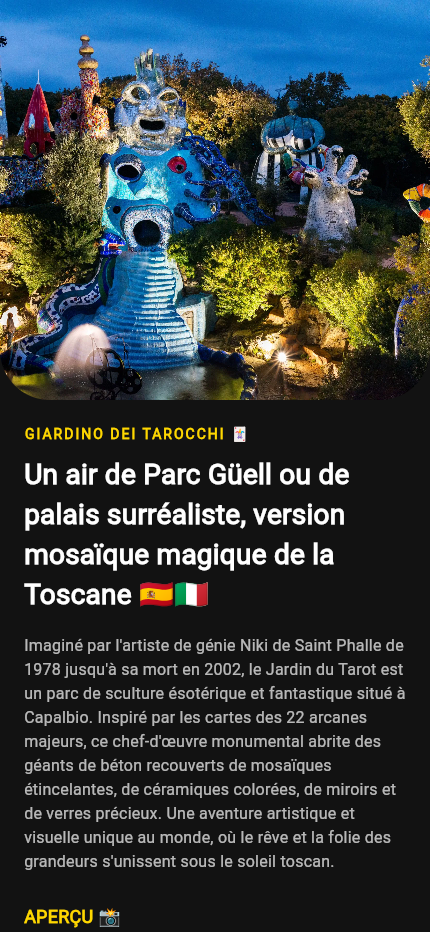 GIARDINO DEI TAROCCHI 🃏
Un air de Parc Güell ou de
palais surréaliste, version
mosaïque magique de la
Toscane 🇪🇸🇮🇹
Imaginé par l'artiste de génie Niki de Saint Phalle de
1978 jusqu'à sa mort en 2002, le Jardin du Tarot est
un parc de sculture ésotérique et fantastique situé à
Capalbio. Inspiré par les cartes des 22 arcanes
majeurs, ce chef-d'œuvre monumental abrite des
géants de béton recouverts de mosaïques
étincelantes, de céramiques colorées, de miroirs et
de verres précieux. Une aventure artistique et
visuelle unique au monde, où le rêve et la folie des
grandeurs s'unissent sous le soleil toscan.
APERÇU 📸